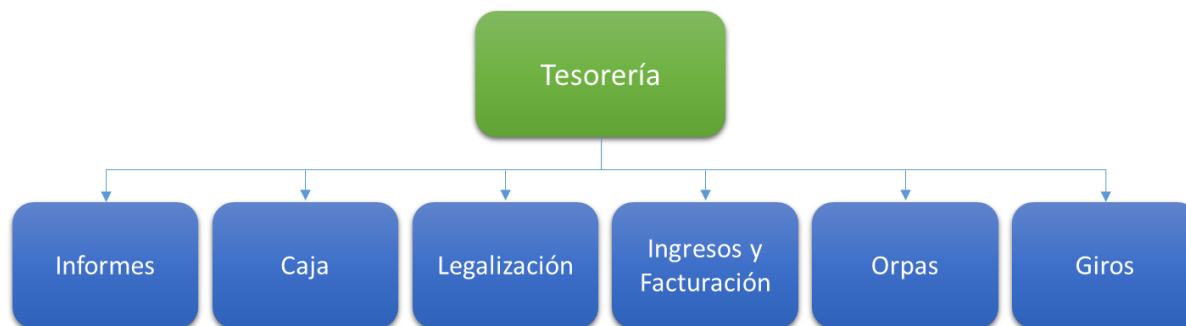 Tesorería
Informes
Caja
Legalización
Ingresos y
Facturación
Orpas
Giros